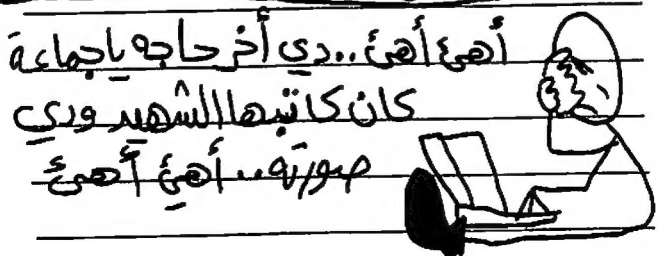 أهئ أهئ.. دي أخر حاجه ياجماعة
كان كاتبها الشهيد ودي
صورته.. أهئ أهئ